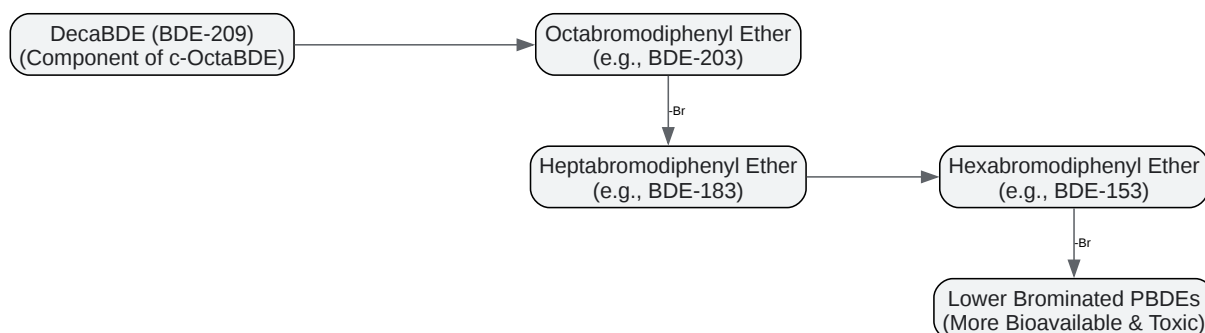 DecaBDE (BDE-209)
(Component of c-OctaBDE)
Octabromodiphenyl Ether
(e.g., BDE-203)
-Br
Heptabromodiphenyl Ether
(e.g., BDE-183)
Hexabromodiphenyl Ether
(e.g., BDE-153)
-Br
Lower Brominated PBDEs
(More Bioavailable & Toxic)